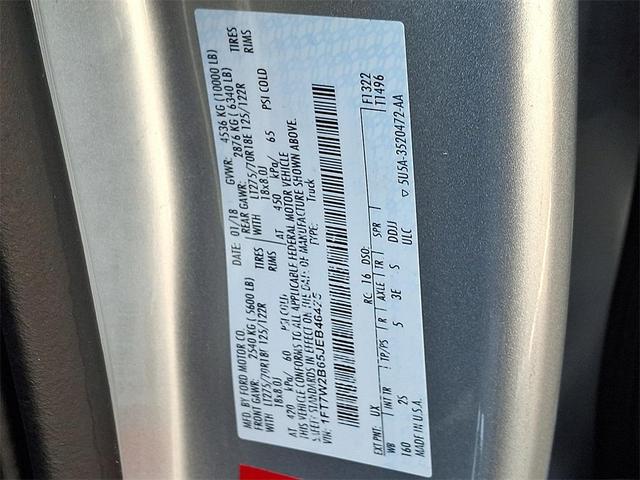 MFD. BY FORD MOTOR CO.
DATE: 01/18 GVWR: 4536 KG (10000 LB)
FRONT GAWR: 2540 KG (5600 LB) REAR GAWR: 2876 KG (6340 LB)
WITH LT275/70R18E 125/122R TIRES WITH LT275/70R18E 125/122R TIRES
18x8.0J RIMS 18x8.0J RIMS
AT 420 kPa/ 60 PSI COLD AT 450 kPa/ 65 PSI COLD
THIS VEHICLE CONFORMS TO ALL APPLICABLE FEDERAL MOTOR VEHICLE
SAFETY STANDARDS IN EFFECT ON THE DATE OF MANUFACTURE SHOWN ABOVE.
VIN: 1FT7W2B65JEB46425 TYPE: Truck
F1322
T1496
EXT PNT: UX RC: 16 DSO:
WB INT TR TP/PS R AXLE TR SPR
160 2S 5 3E S DDJJ
ULC
MADE IN U.S.A. 5U5A-3520472-AA